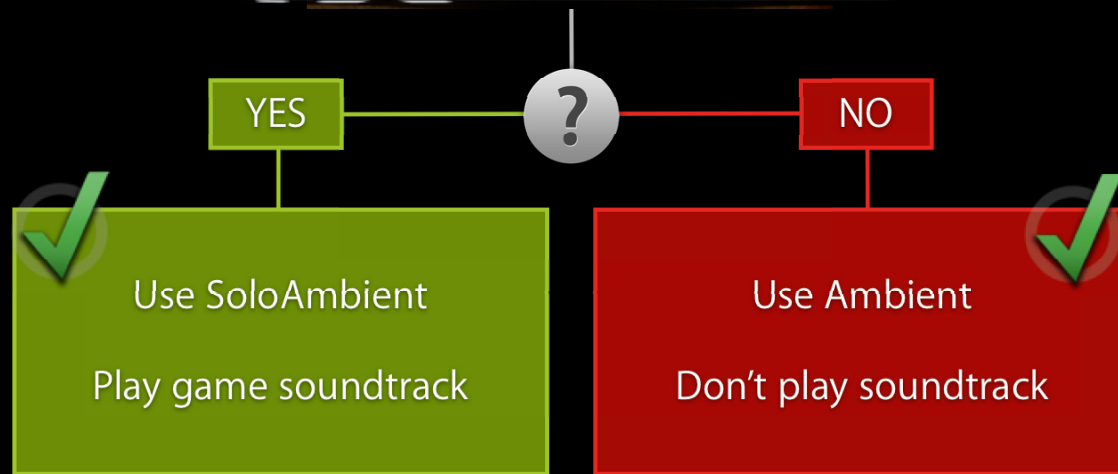 ?
YES
NO
Use SoloAmbient
Play game soundtrack
Use Ambient
Don't play soundtrack